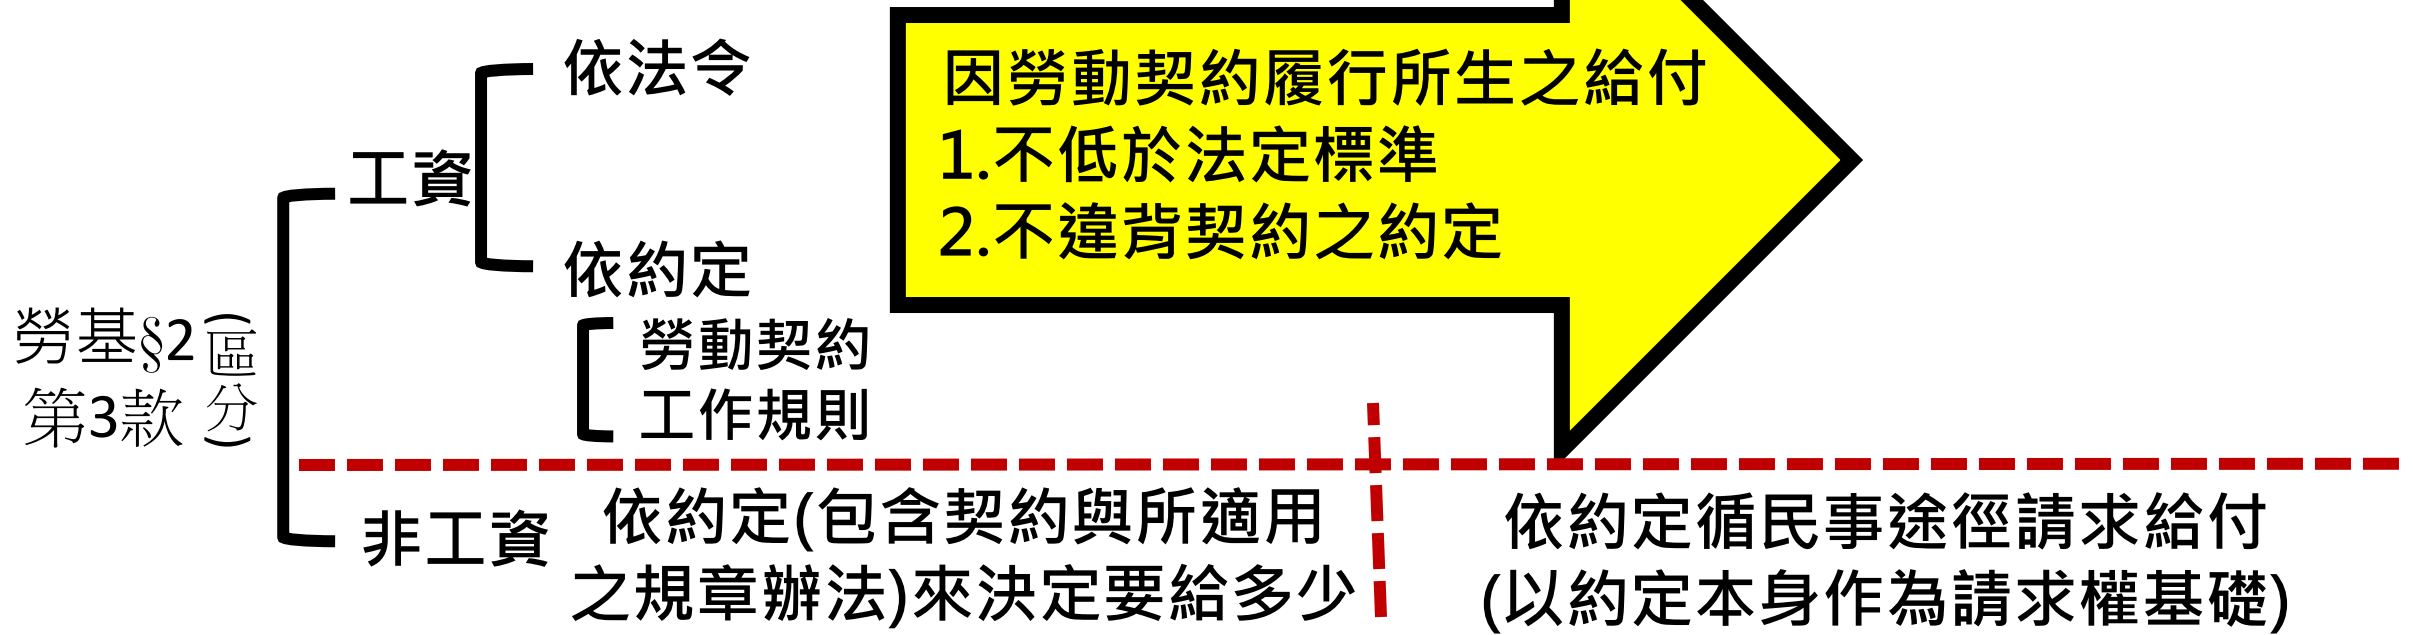 勞基§2
第3款
(區分)
工資
依法令
依約定
勞動契約
工作規則
因勞動契約履行所生之給付
1.不低於法定標準
2.不違背契約之約定
非工資
依約定(包含契約與所適用
之規章辦法)來決定要給多少
依約定循民事途徑請求給付
(以約定本身作為請求權基礎)